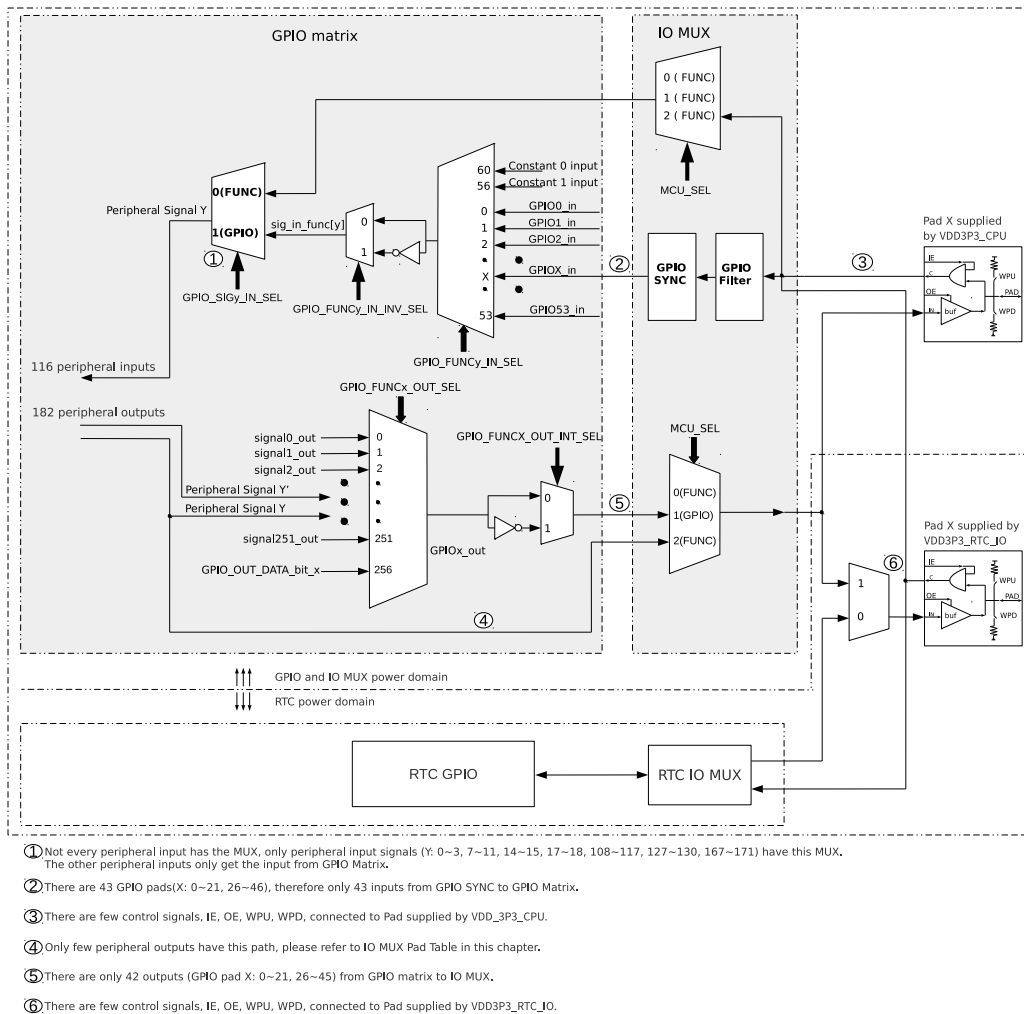 GPIO matrix
IO MUX
0 ( FUNC)
1 ( FUNC)
2 ( FUNC)
MCU_SEL
60
Constant 0 input
56
Constant 1 input
0
GPIO0_in
1
GPIO1_in
2
GPIO2_in
X
GPIOX_in
53
GPIO53_in
GPIO_FUNCy_IN_SEL
0(FUNC)
1(GPIO)
Peripheral Signal Y
sig_in_func[y]
0
1
1
GPIO_SIGy_IN_SEL
GPIO_FUNCy_IN_INV_SEL
2
GPIO SYNC
GPIO Filter
3
Pad X supplied
by VDD3P3_CPU
IE
C
OE
IN
buf
WPU
PAD
WPD
116 peripheral inputs
182 peripheral outputs
GPIO_FUNCx_OUT_SEL
signal0_out
0
signal1_out
1
signal2_out
2
Peripheral Signal Y'
Peripheral Signal Y
signal251_out
251
GPIO_OUT_DATA_bit_x
256
GPIOx_out
GPIO_FUNCX_OUT_INT_SEL
0
1
5
4
MCU_SEL
0(FUNC)
1(GPIO)
2(FUNC)
1
0
6
Pad X supplied by
VDD3P3_RTC_IO
IE
C
OE
IN
buf
WPU
PAD
WPD
GPIO and IO MUX power domain
RTC power domain
RTC GPIO
RTC IO MUX
1 Not every peripheral input has the MUX, only peripheral input signals (Y: 0~3, 7~11, 14~15, 17~18, 108~117, 127~130, 167~171) have this MUX.
The other peripheral inputs only get the input from GPIO Matrix.
2 There are 43 GPIO pads(X: 0~21, 26~46), therefore only 43 inputs from GPIO SYNC to GPIO Matrix.
3 There are few control signals, IE, OE, WPU, WPD, connected to Pad supplied by VDD_3P3_CPU.
4 Only few peripheral outputs have this path, please refer to IO MUX Pad Table in this chapter.
5 There are only 42 outputs (GPIO pad X: 0~21, 26~45) from GPIO matrix to IO MUX.
6 There are few control signals, IE, OE, WPU, WPD, connected to Pad supplied by VDD3P3_RTC_IO.